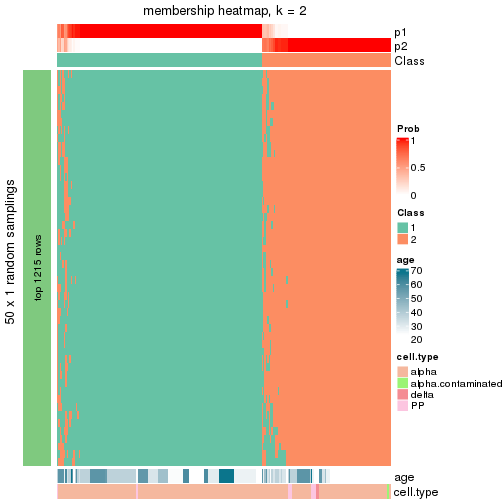 membership heatmap, k = 2
p1
p2
Class
50 x 1 random samplings
top 1215 rows
Prob
1
0.5
0
Class
1
2
age
70
60
50
40
30
20
cell.type
alpha
alpha.contaminated
delta
PP
age
cell.type